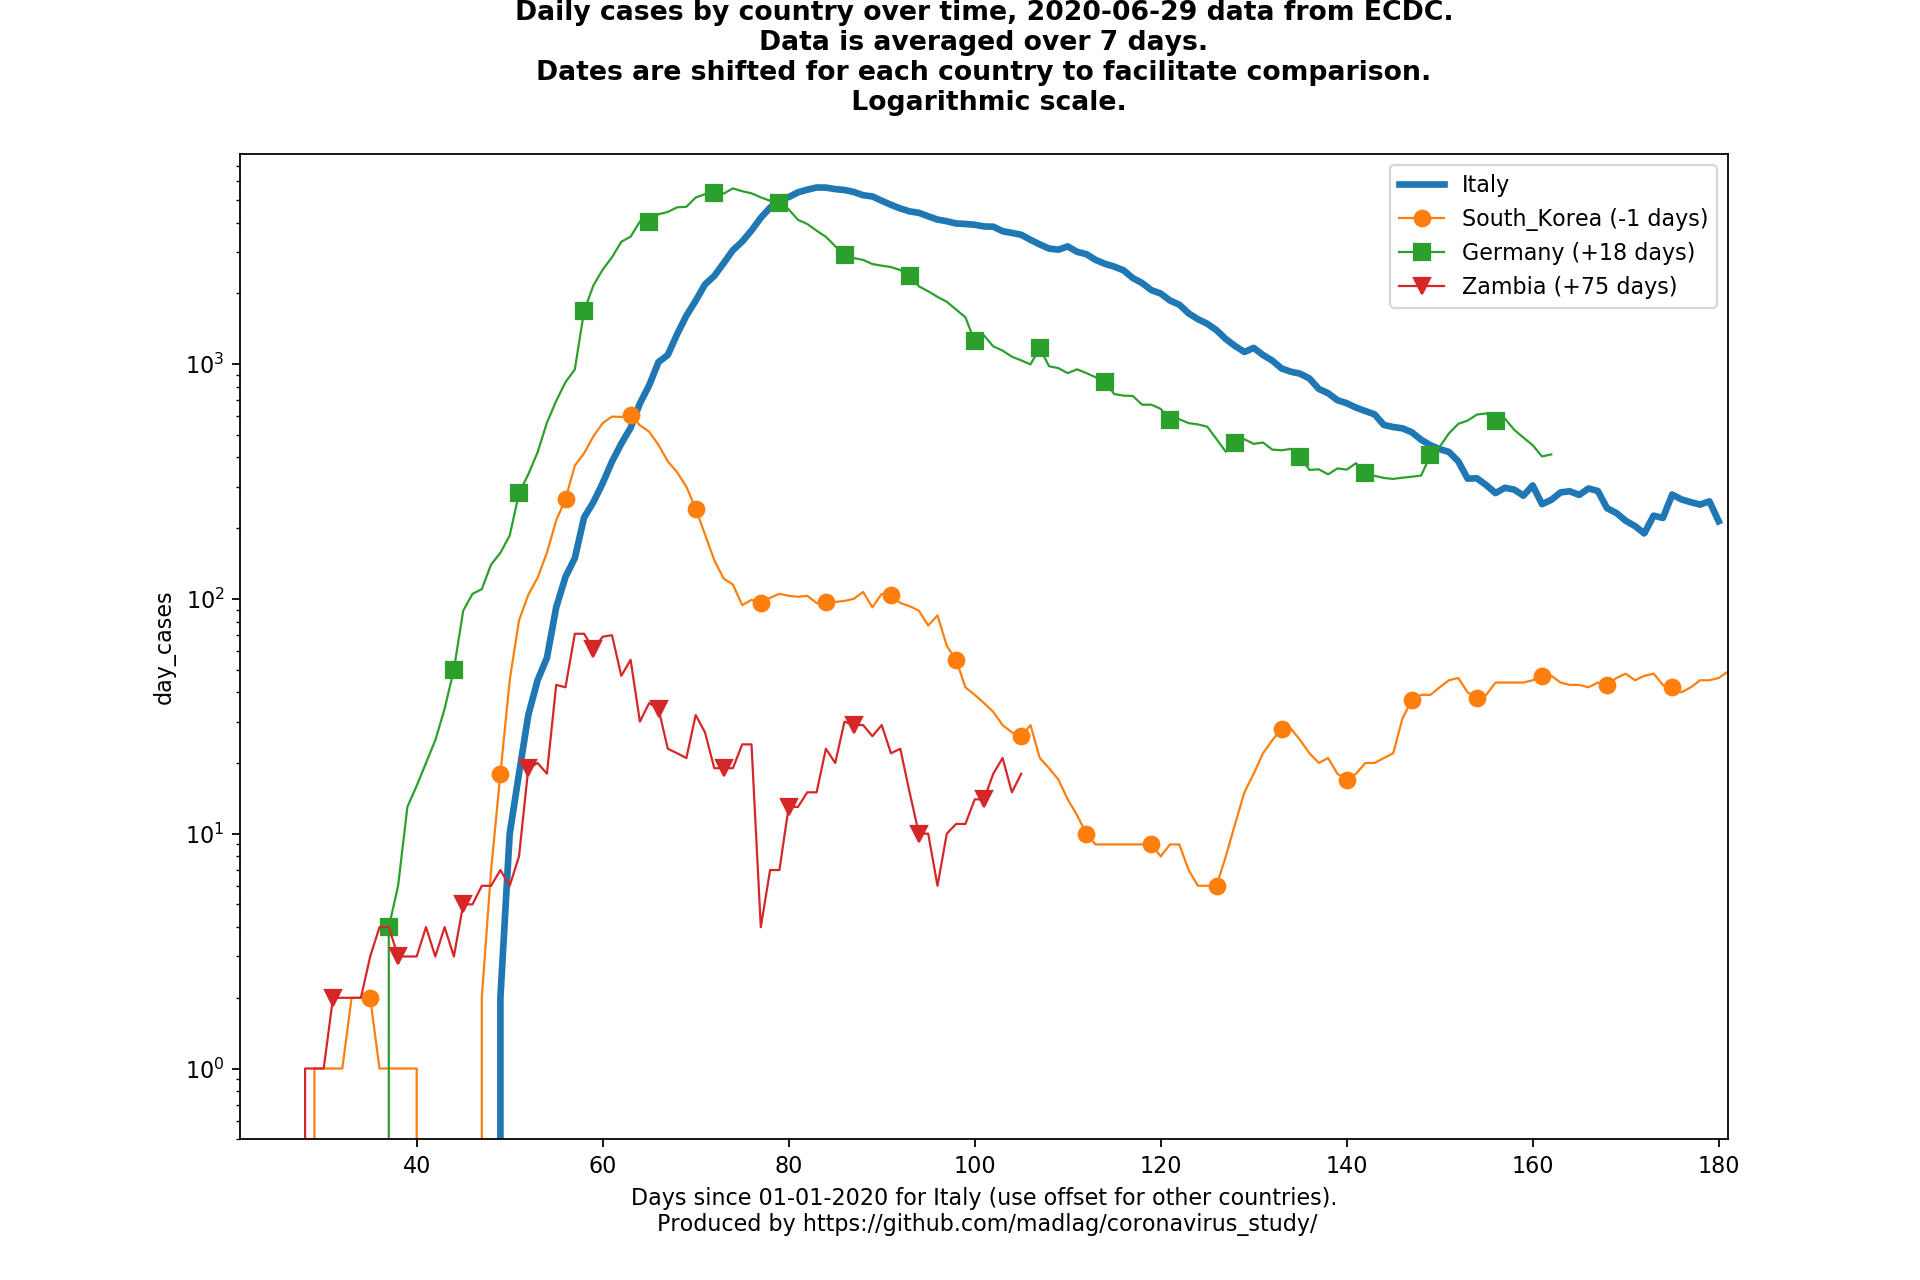 Daily cases by country over time, 2020-06-29 data from ECDC.
Data is averaged over 7 days.
Dates are shifted for each country to facilitate comparison.
Logarithmic scale.
Italy
South_Korea (-1 days)
Germany (+18 days)
Zambia (+75 days)
10³
10²
10¹
10⁰
day_cases
40 60 80 100 120 140 160 180
Days since 01-01-2020 for Italy (use offset for other countries).
Produced by https://github.com/madlag/coronavirus_study/